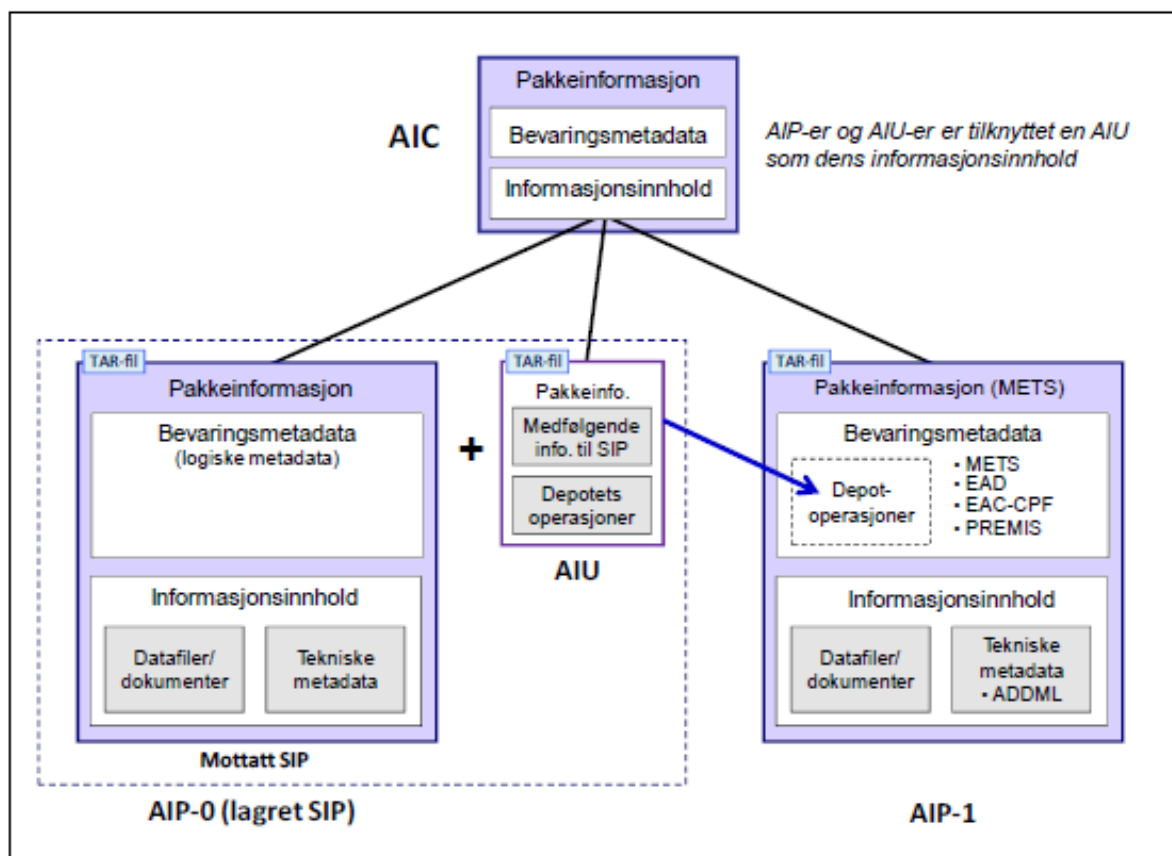 Pakkeinformasjon
AIC
Bevaringsmetadata
Informasjonsinnhold
AIP-er og AIU-er er tilknyttet en AIU
som dens informasjonsinnhold
TAR-fil
Pakkeinformasjon
Bevaringsmetadata
(logiske metadata)
Informasjonsinnhold
Datafiler/
dokumenter
Tekniske
metadata
Mottatt SIP
+
TAR-fil
Pakkeinfo.
Medfølgende
info. til SIP
Depotets
operasjoner
AIU
AIP-0 (lagret SIP)
TAR-fil
Pakkeinformasjon (METS)
Bevaringsmetadata
Depot-
operasjoner
▪ METS
▪ EAD
▪ EAC-CPF
▪ PREMIS
Informasjonsinnhold
Datafiler/
dokumenter
Tekniske
metadata
▪ ADDML
AIP-1